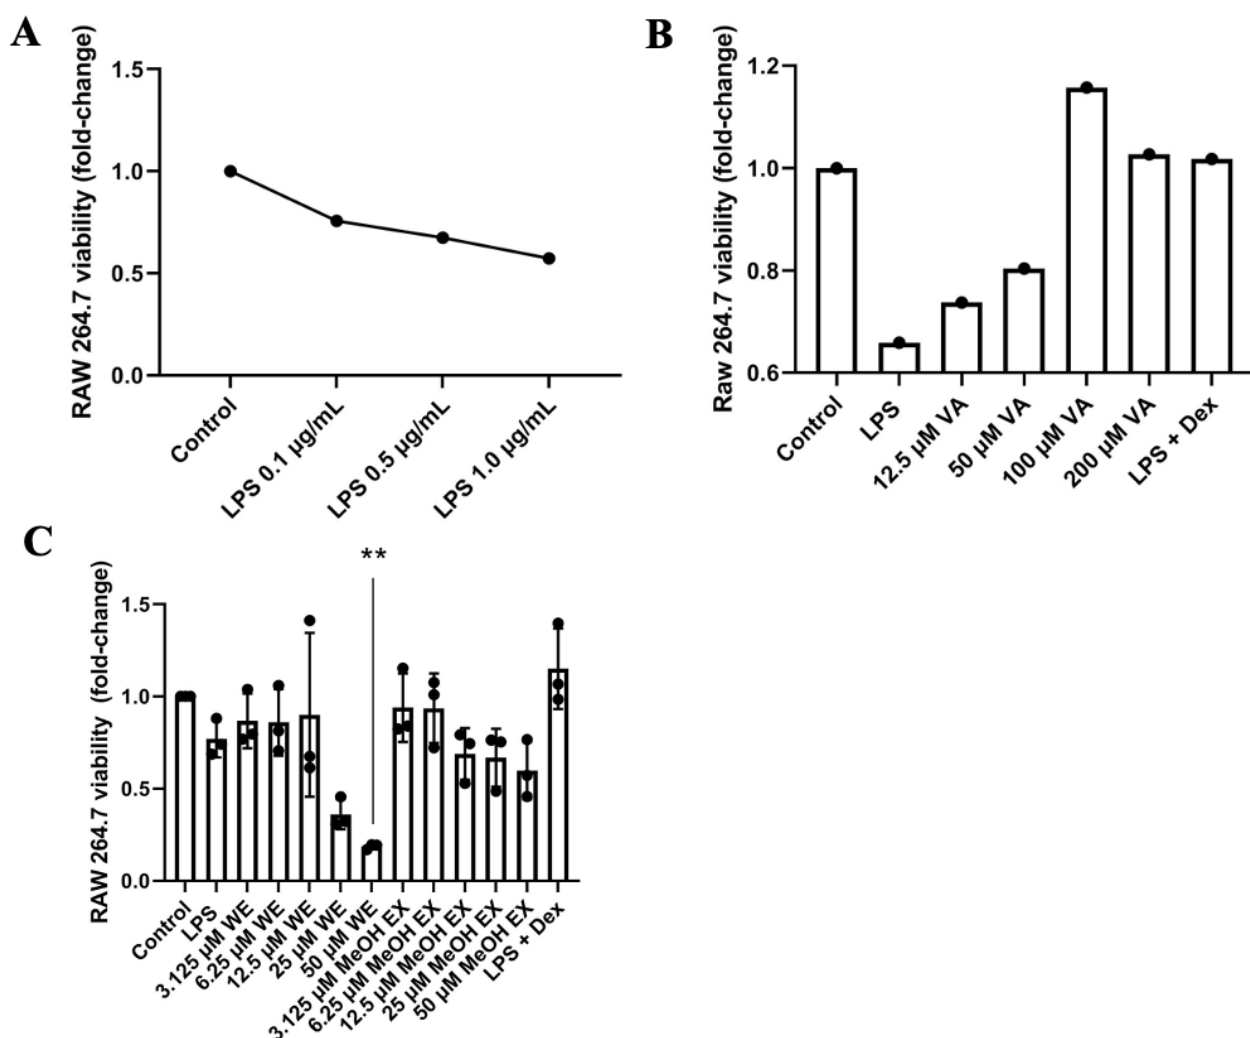 A
RAW 264.7 viability (fold-change)
1.5
1.0
0.5
0.0
Control
LPS 0.1 µg/mL
LPS 0.5 µg/mL
LPS 1.0 µg/mL
B
Raw 264.7 viability (fold-change)
1.2
1.0
0.8
0.6
Control
LPS
12.5 µM VA
50 µM VA
100 µM VA
200 µM VA
LPS + Dex
C
RAW 264.7 viability (fold-change)
**
1.5
1.0
0.5
0.0
Control
LPS
3.125 µM WE
6.25 µM WE
12.5 µM WE
25 µM WE
50 µM WE
3.125 µM MeOH EX
6.25 µM MeOH EX
12.5 µM MeOH EX
25 µM MeOH EX
50 µM MeOH EX
LPS + Dex